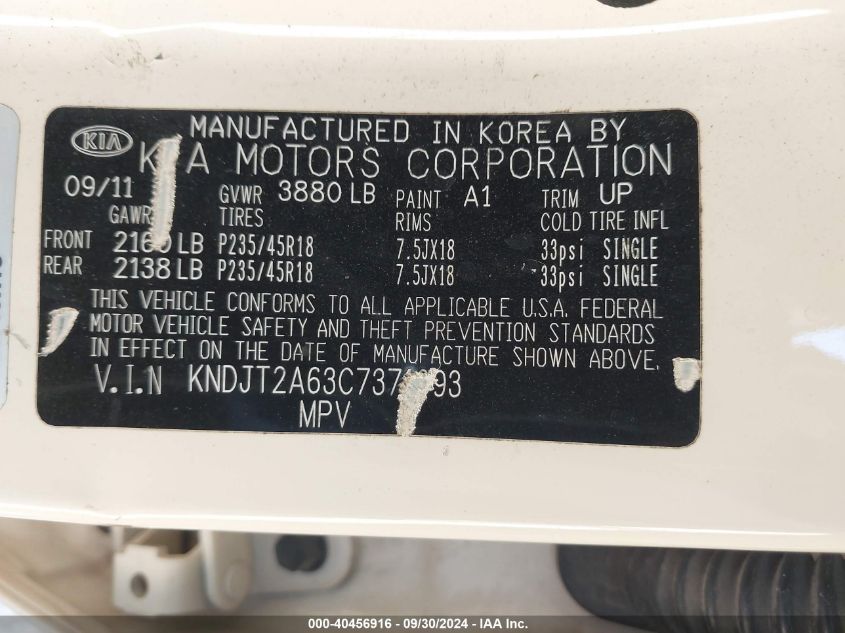 KIA
MANUFACTURED IN KOREA BY
KIA MOTORS CORPORATION
09/11 GVWR 3880 LB PAINT A1 TRIM UP
GAWR TIRES RIMS COLD TIRE INFL
FRONT LB P235/45R18 7.5JX18 33psi SINGLE
REAR 2138 LB P235/45R18 7.5JX18 33psi SINGLE
THIS VEHICLE CONFORMS TO ALL APPLICABLE U.S.A. FEDERAL
MOTOR VEHICLE SAFETY AND THEFT PREVENTION STANDARDS
IN EFFECT ON THE DATE OF MANUFACTURE SHOWN ABOVE.
V.I.N
MPV
000-40456916 - 09/30/2024 - IAA Inc.